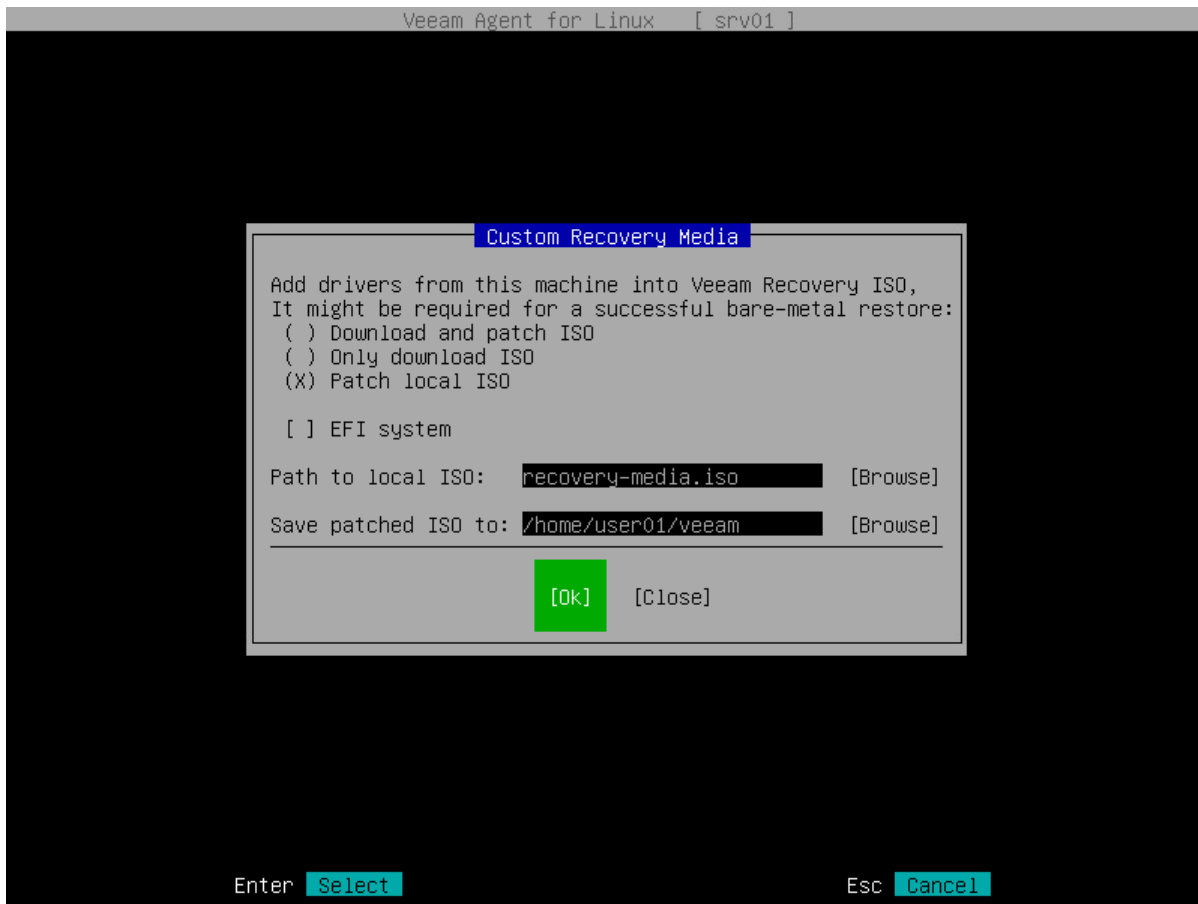 Veeam Agent for Linux [ srv01 ]
Custom Recovery Media
Add drivers from this machine into Veeam Recovery ISO,
It might be required for a successful bare-metal restore:
( ) Download and patch ISO
( ) Only download ISO
(X) Patch local ISO
[ ] EFI system
Path to local ISO: recovery-media.iso [Browse]
Save patched ISO to: /home/user01/veeam [Browse]
[Ok] [Close]
Enter Select Esc Cancel